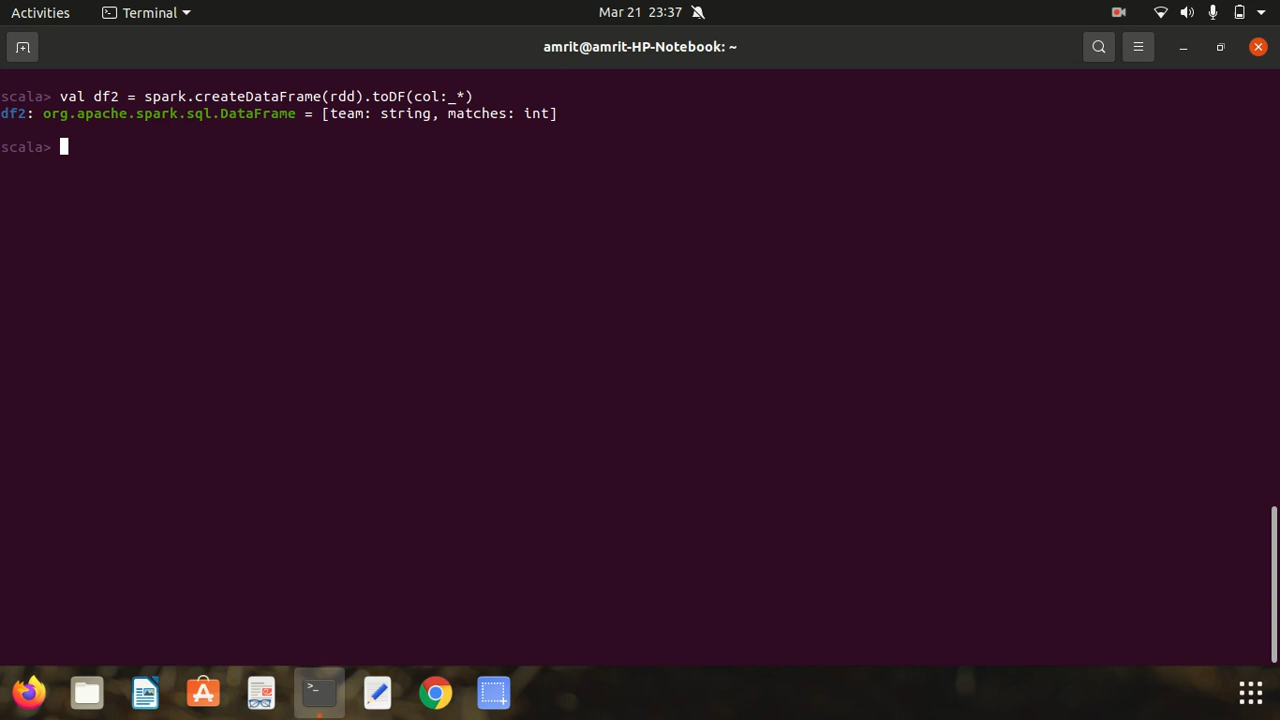 Activities
Terminal
Mar 21 23:37
amrit@amrit-HP-Notebook: ~
scala> val df2 = spark.createDataFrame(rdd).toDF(col:_*)
df2: org.apache.spark.sql.DataFrame = [team: string, matches: int]
scala>